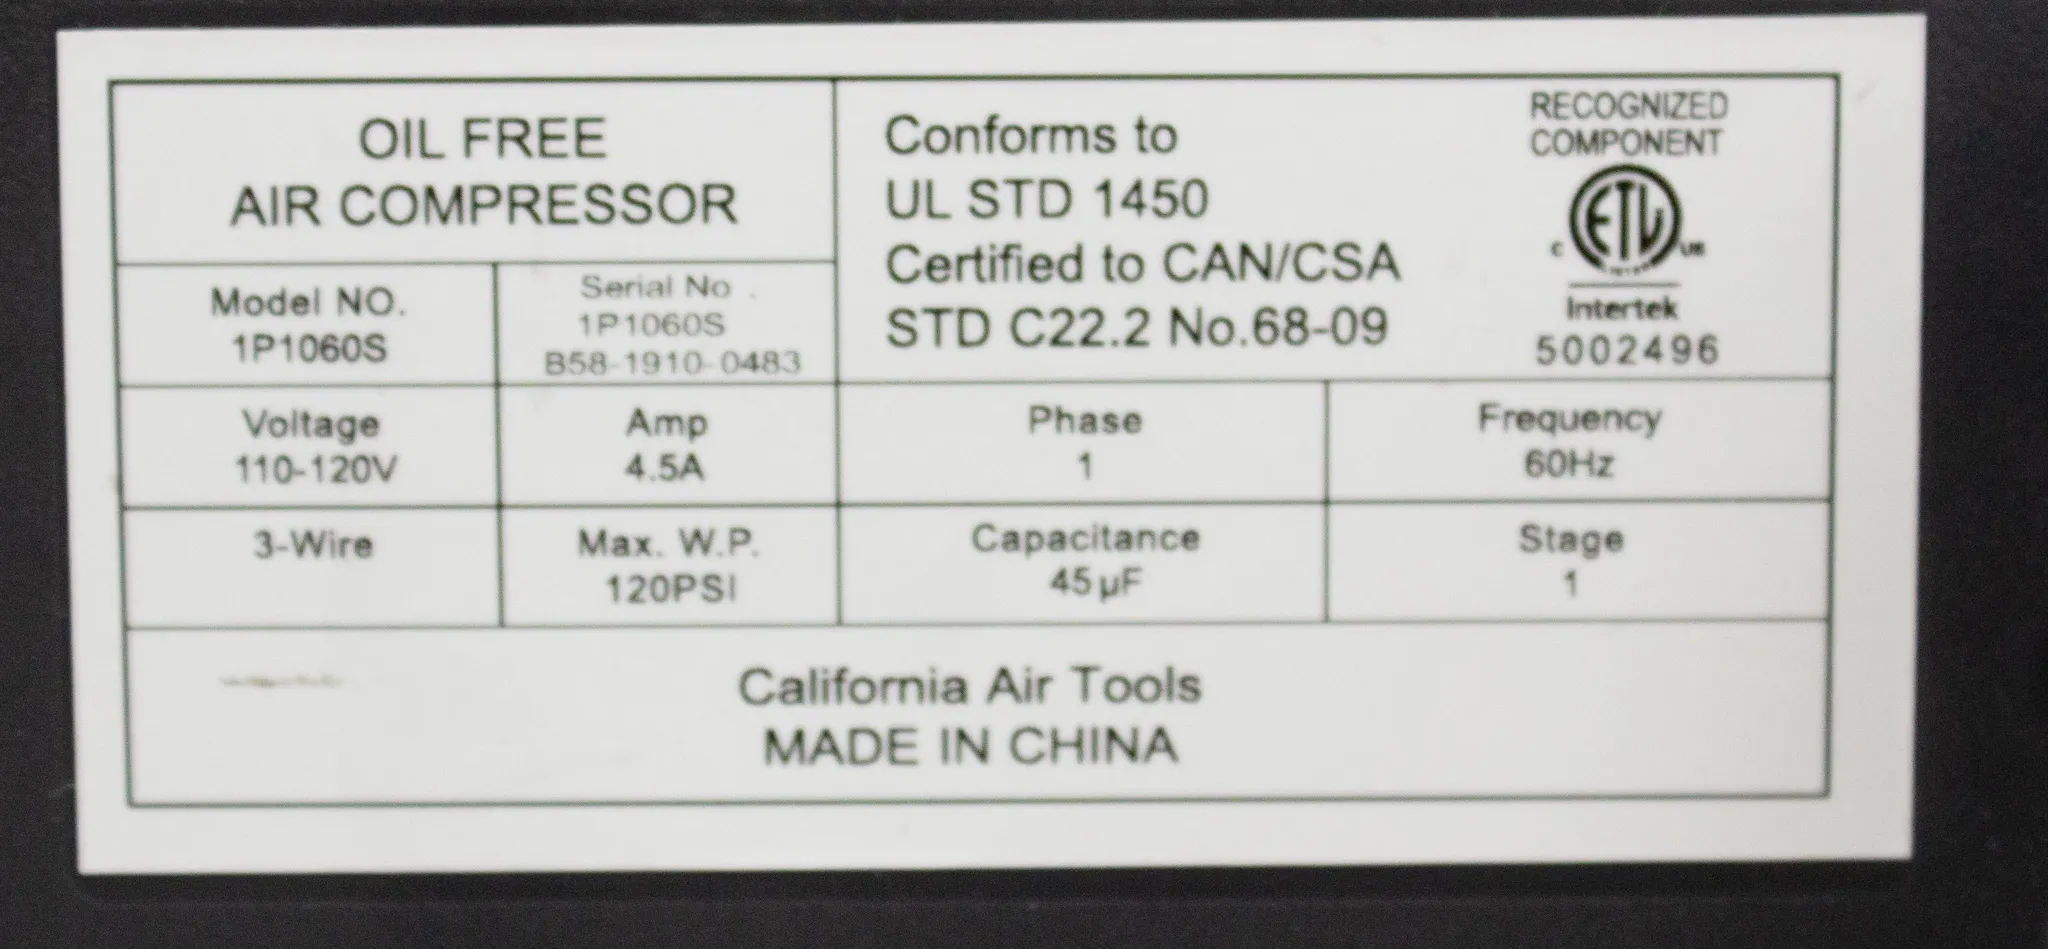 OIL FREE
AIR COMPRESSOR
Model NO.
1P1060S
Serial No .
1P1060S
B58-1910-0483
Conforms to
UL STD 1450
Certified to CAN/CSA
STD C22.2 No.68-09
RECOGNIZED
COMPONENT
ETL
C US
Intertek
5002496
Voltage
110-120V
Amp
4.5A
Phase
1
Frequency
60Hz
3-Wire
Max. W.P.
120PSI
Capacitance
45µF
Stage
1
California Air Tools
MADE IN CHINA